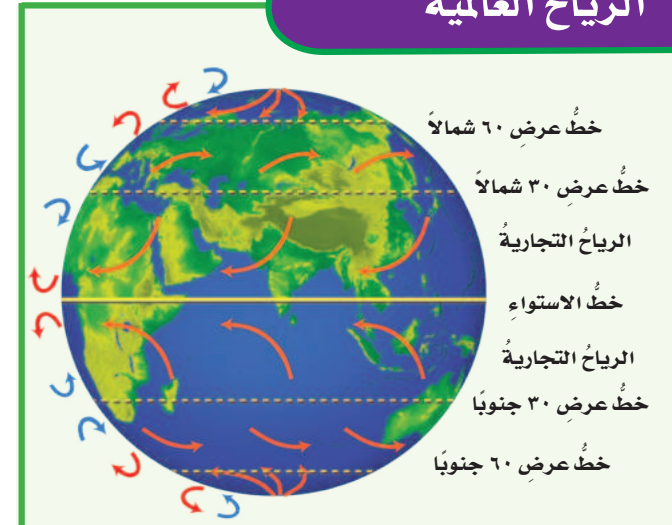 الرياح العالمية
خطُّ عرضِ ٦٠ شمالاً
خطُّ عرضِ ٣٠ شمالاً
الرياحُ التجاريةُ
خطُّ الاستواءِ
الرياحُ التجاريةُ
خطُّ عرضِ ٣٠ جنوبًا
خطُّ عرضِ ٦٠ جنوبًا